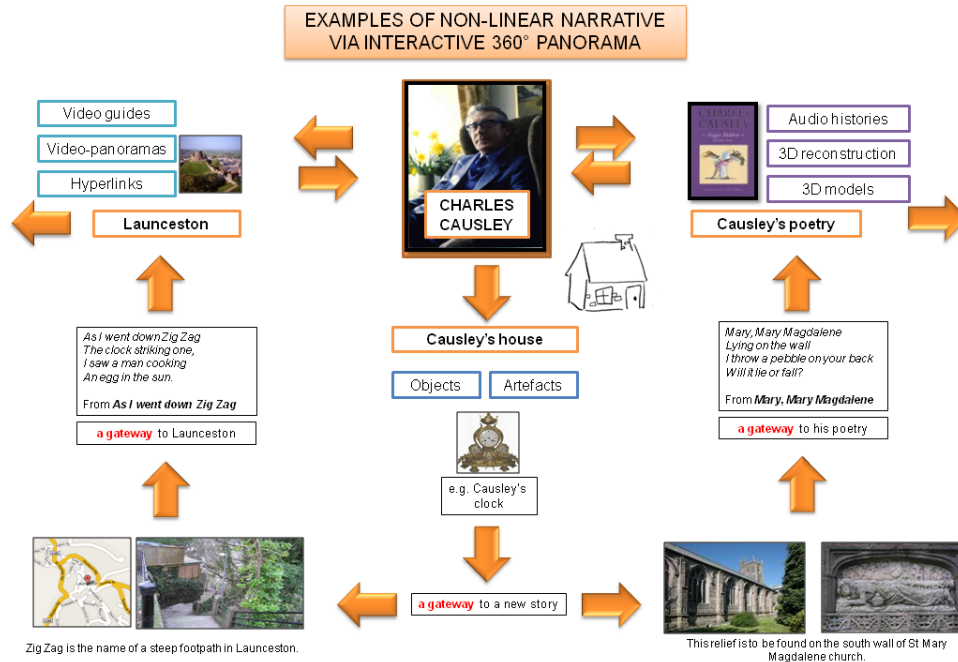 EXAMPLES OF NON-LINEAR NARRATIVE
VIA INTERACTIVE 360° PANORAMA
Video guides
Video-panoramas
Hyperlinks
Launceston
CHARLES
CAUSLEY
CHARLES
CAUSLEY
Audio histories
3D reconstruction
3D models
Causley's poetry
As I went down Zig Zag
The clock striking one,
I saw a man cooking
An egg in the sun.
From As I went down Zig Zag
a gateway to Launceston
Causley's house
Objects
Artefacts
e.g. Causley's
clock
Mary, Mary Magdalene
Lying on the wall
I throw a pebble on your back
Will it lie or fall?
From Mary, Mary Magdalene
a gateway to his poetry
a gateway to a new story
Zig Zag is the name of a steep footpath in Launceston.
This relief is to be found on the south wall of St Mary
Magdalene church.